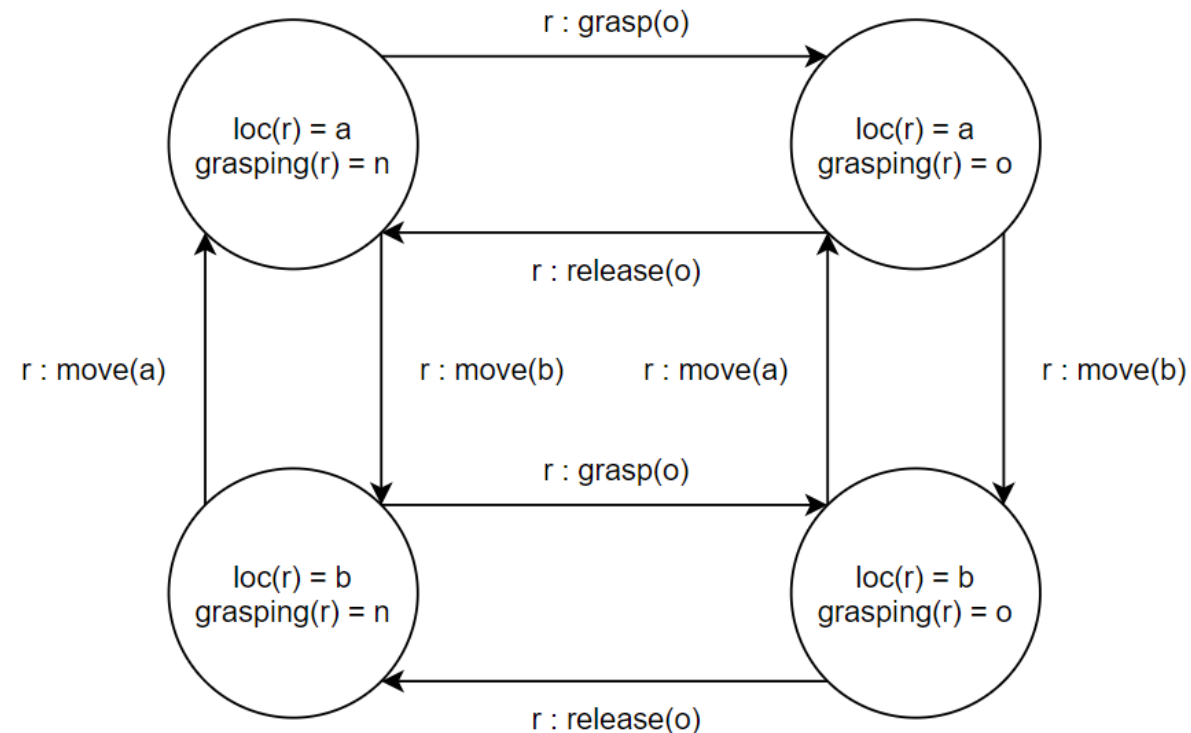 r : grasp(o)
loc(r) = a
grasping(r) = n
loc(r) = a
grasping(r) = o
r : release(o)
r : move(a)
r : move(b)
r : move(a)
r : move(b)
r : grasp(o)
loc(r) = b
grasping(r) = n
loc(r) = b
grasping(r) = o
r : release(o)